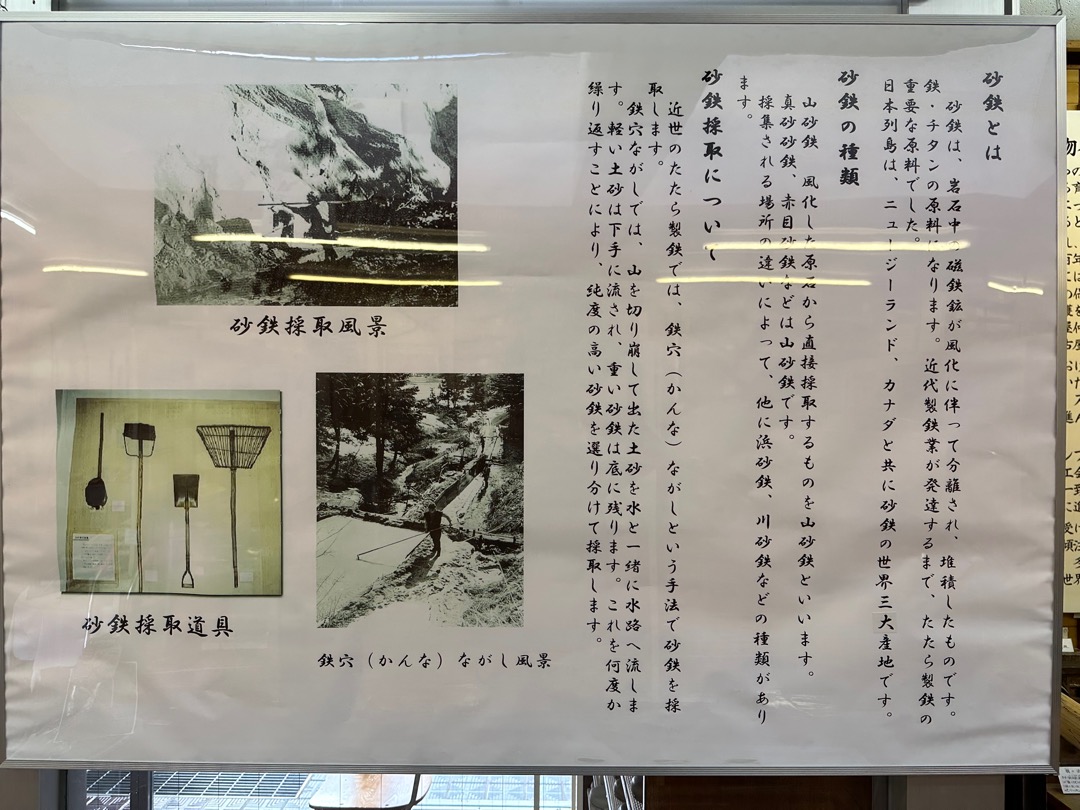 砂鉄とは
砂鉄は、岩石中の磁鉄鉱が風化に伴って分離され、堆積したものです。
鉄・チタンの原料になります。近代製鉄業が発達するまで、たたら製鉄の
重要な原料でした。
日本列島は、ニュージーランド、カナダと共に砂鉄の世界三大産地です。
砂鉄の種類
山砂鉄　風化した原石から直接採取するものを山砂鉄といいます。
真砂砂鉄、赤目砂鉄などは山砂鉄です。
採集される場所の違いによって、他に浜砂鉄、川砂鉄などの種類があり
ます。
砂鉄採取について
近世のたたら製鉄では、鉄穴（かんな）ながしという手法で砂鉄を採
取します。
鉄穴ながしでは、山を切り崩して出た土砂を水と一緒に水路へ流しま
す。軽い土砂は下手に流され、重い砂鉄は底に残ります。これを何度か
繰り返すことにより、純度の高い砂鉄を選り分けて採取します。
砂鉄採取風景
鉄穴（かんな）ながし風景
砂鉄採取道具